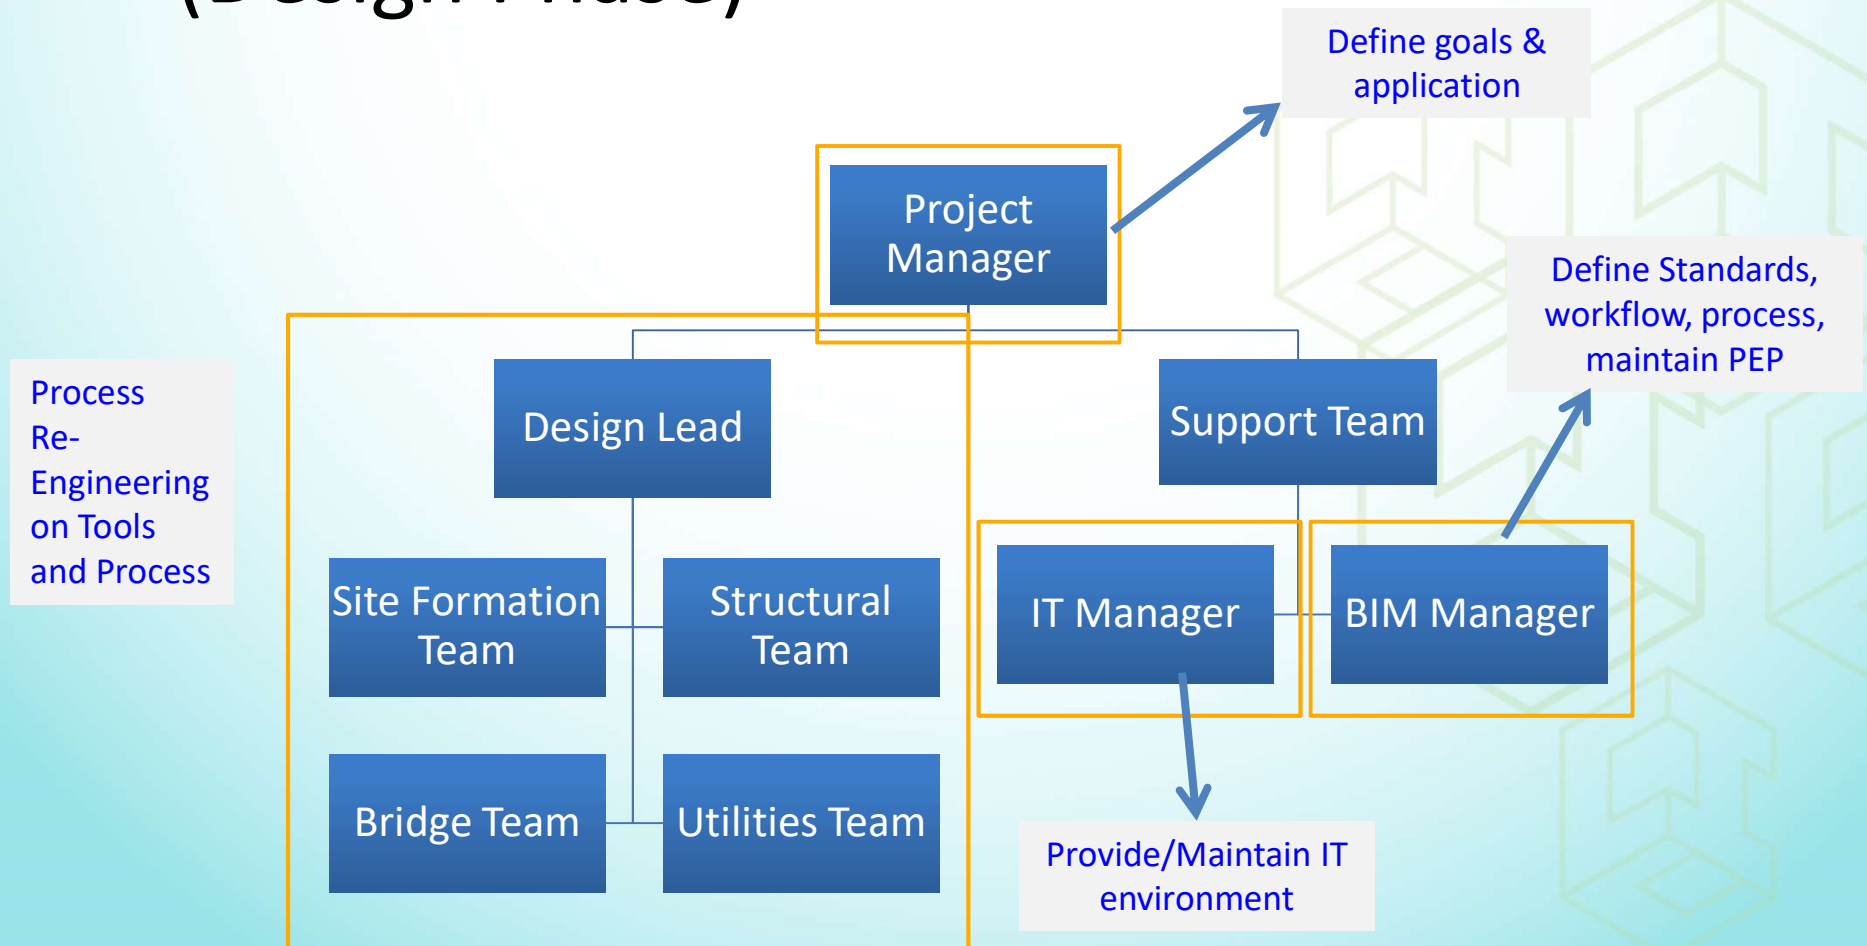 (Design Phase)
Define goals &
application
Project
Manager
Define Standards,
workflow, process,
maintain PEP
Process
Re-
Engineering
on Tools
and Process
Design Lead
Support Team
Site Formation
Team
Structural
Team
IT Manager
BIM Manager
Bridge Team
Utilities Team
Provide/Maintain IT
environment